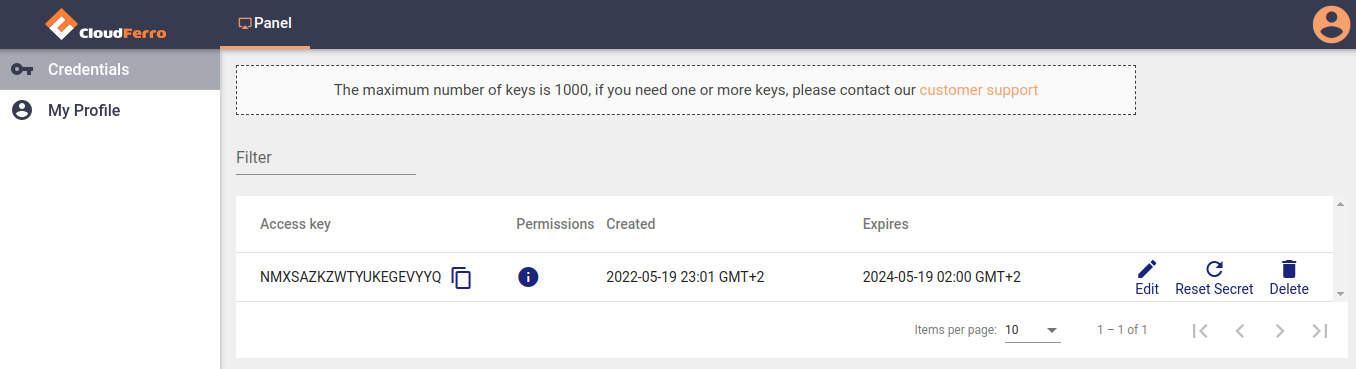 CloudFerro
Panel
Credentials
My Profile
The maximum number of keys is 1000, if you need one or more keys, please contact our customer support
Filter
Access key Permissions Created Expires
NMXSAZKZWTYUKEGEVYYQ 2022-05-19 23:01 GMT+2 2024-05-19 02:00 GMT+2 Edit Reset Secret Delete
Items per page: 10 1 – 1 of 1